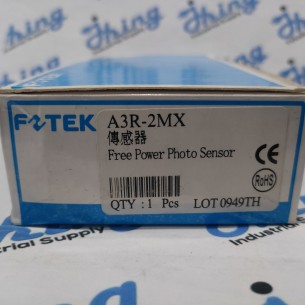 FOTEK
A3R-2MX
傳感器
Free Power Photo Sensor
CE
RoHS
QTY : 1 Pcs LOT 0949TH